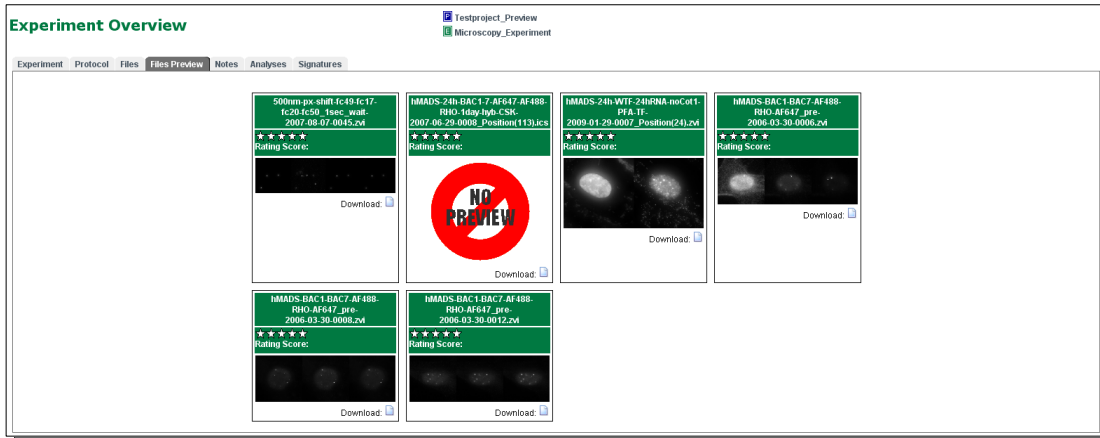 Experiment Overview
P Testproject_Preview
E Microscopy_Experiment
Experiment Protocol Files Files Preview Notes Analyses Signatures
500nm-px-shift-fc49-fc17-
fc20-fc50_1sec_wait-
2007-08-07-0045.zvi
Rating Score:
Download:
hMADS-24h-BAC1-7-AF647-AF488-
RHO-1day-hyb-CSK-
2007-06-29-0008_Position(113).ics
Rating Score:
NO
PREVIEW
Download:
hMADS-24h-WTF-24hRNA-noCot1-
PFA-TF-
2009-01-29-0007_Position(24).zvi
Rating Score:
Download:
hMADS-BAC1-BAC7-AF488-
RHO-AF647_pre-
2006-03-30-0006.zvi
Rating Score:
Download:
hMADS-BAC1-BAC7-AF488-
RHO-AF647_pre-
2006-03-30-0008.zvi
Rating Score:
Download:
hMADS-BAC1-BAC7-AF488-
RHO-AF647_pre-
2006-03-30-0012.zvi
Rating Score:
Download: